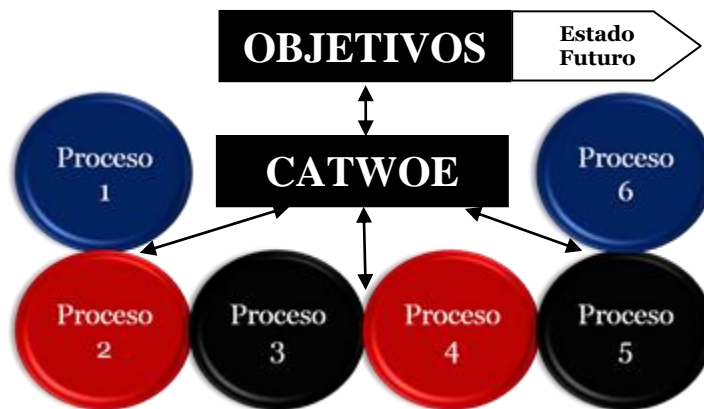 OBJETIVOS
Estado
Futuro
Proceso
1
CATWOE
Proceso
6
Proceso
2
Proceso
3
Proceso
4
Proceso
5